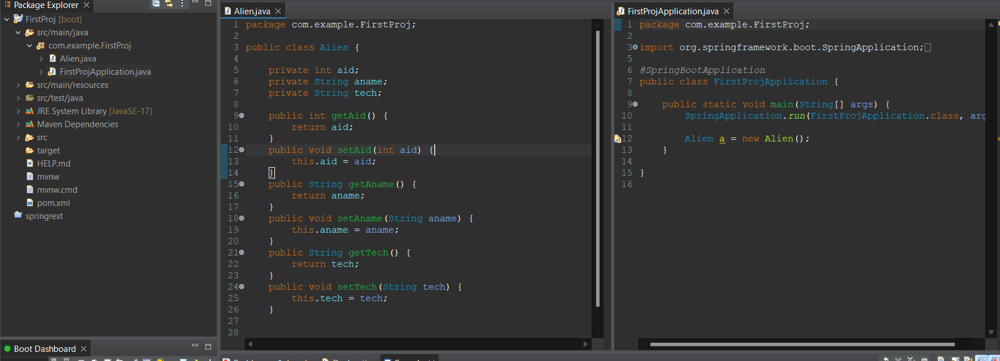 Package Explorer
FirstProj [boot]
src/main/java
com.example.FirstProj
Alien.java
FirstProjApplication.java
src/main/resources
src/test/java
JRE System Library [JavaSE-17]
Maven Dependencies
src
target
HELP.md
mvnw
mvnw.cmd
pom.xml
springrest
Boot Dashboard
Alien.java
1 package com.example.FirstProj;
2
3 public class Alien {
4
5 private int aid;
6 private String aname;
7 private String tech;
8
9 public int getAid() {
10 return aid;
11 }
12 public void setAid(int aid) {
13 this.aid = aid;
14 }
15 public String getAname() {
16 return aname;
17 }
18 public void setAname(String aname) {
19 this.aname = aname;
20 }
21 public String getTech() {
22 return tech;
23 }
24 public void setTech(String tech) {
25 this.tech = tech;
26 }
27
28
FirstProjApplication.java
1 package com.example.FirstProj;
2
3 import org.springframework.boot.SpringApplication;
5
6 @SpringBootApplication
7 public class FirstProjApplication {
8
9 public static void main(String[] args) {
10 SpringApplication.run(FirstProjApplication.class, arg
11
12 Alien a = new Alien();
13 }
14
15 }
16